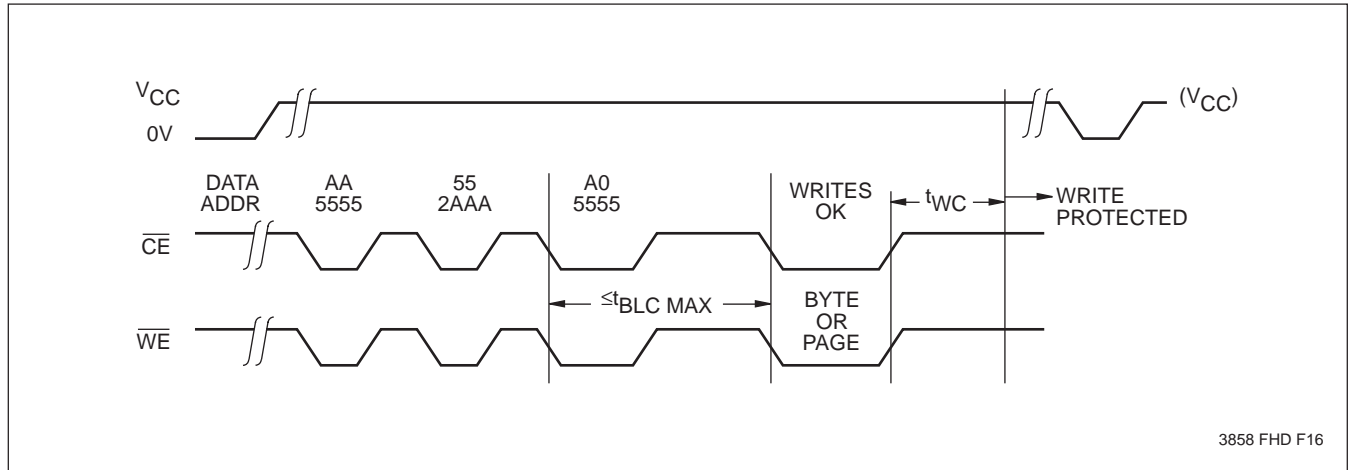 VCC
(VCC)
0V
DATA AA 55 A0 WRITES
ADDR 5555 2AAA 5555 OK
tWC
WRITE
PROTECTED
CE
≤tBLC MAX
BYTE
OR
PAGE
WE
3858 FHD F16